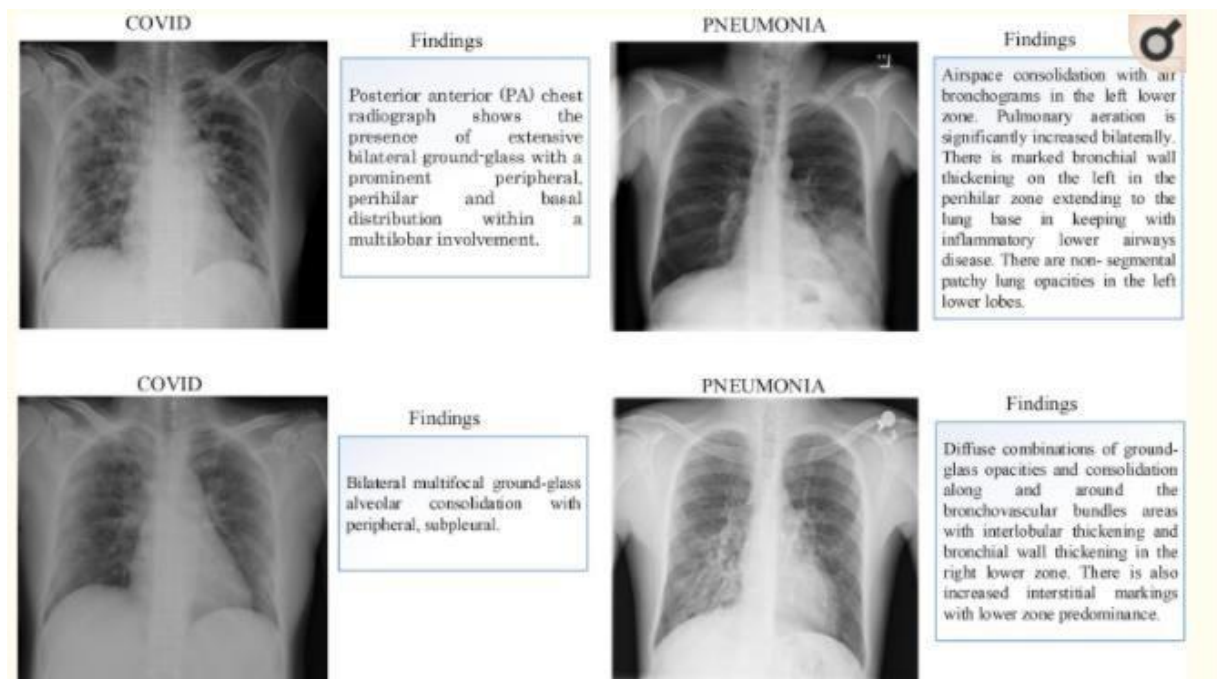 COVID
Findings
Posterior anterior (PA) chest
radiograph shows the
presence of extensive
bilateral ground-glass with a
prominent peripheral,
perihilar and basal
distribution within a
multilobar involvement.
PNEUMONIA
Findings
Airspace consolidation with air
bronchograms in the left lower
zone. Pulmonary aeration is
significantly increased bilaterally.
There is marked bronchial wall
thickening on the left in the
perihilar zone extending to the
lung base in keeping with
inflammatory lower airways
disease. There are non- segmental
patchy lung opacities in the left
lower lobes.
COVID
Findings
Bilateral multifocal ground-glass
alveolar consolidation with
peripheral, subpleural.
PNEUMONIA
Findings
Diffuse combinations of ground-
glass opacities and consolidation
along and around the
bronchovascular bundles areas
with interlobular thickening and
bronchial wall thickening in the
right lower zone. There is also
increased interstitial markings
with lower zone predominance.